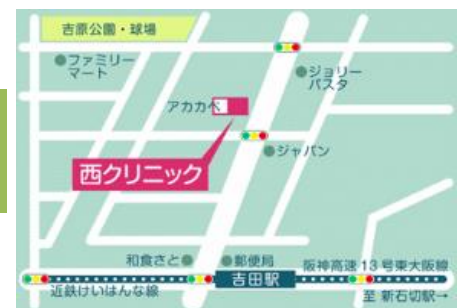 吉原公園・球場
ファミリー
マート
ジョリー
パスタ
アカカベ
ジャパン
西クリニック
和食さと
郵便局
阪神高速13号東大阪線
吉田駅
近鉄けいはんな線
至 新石切駅→